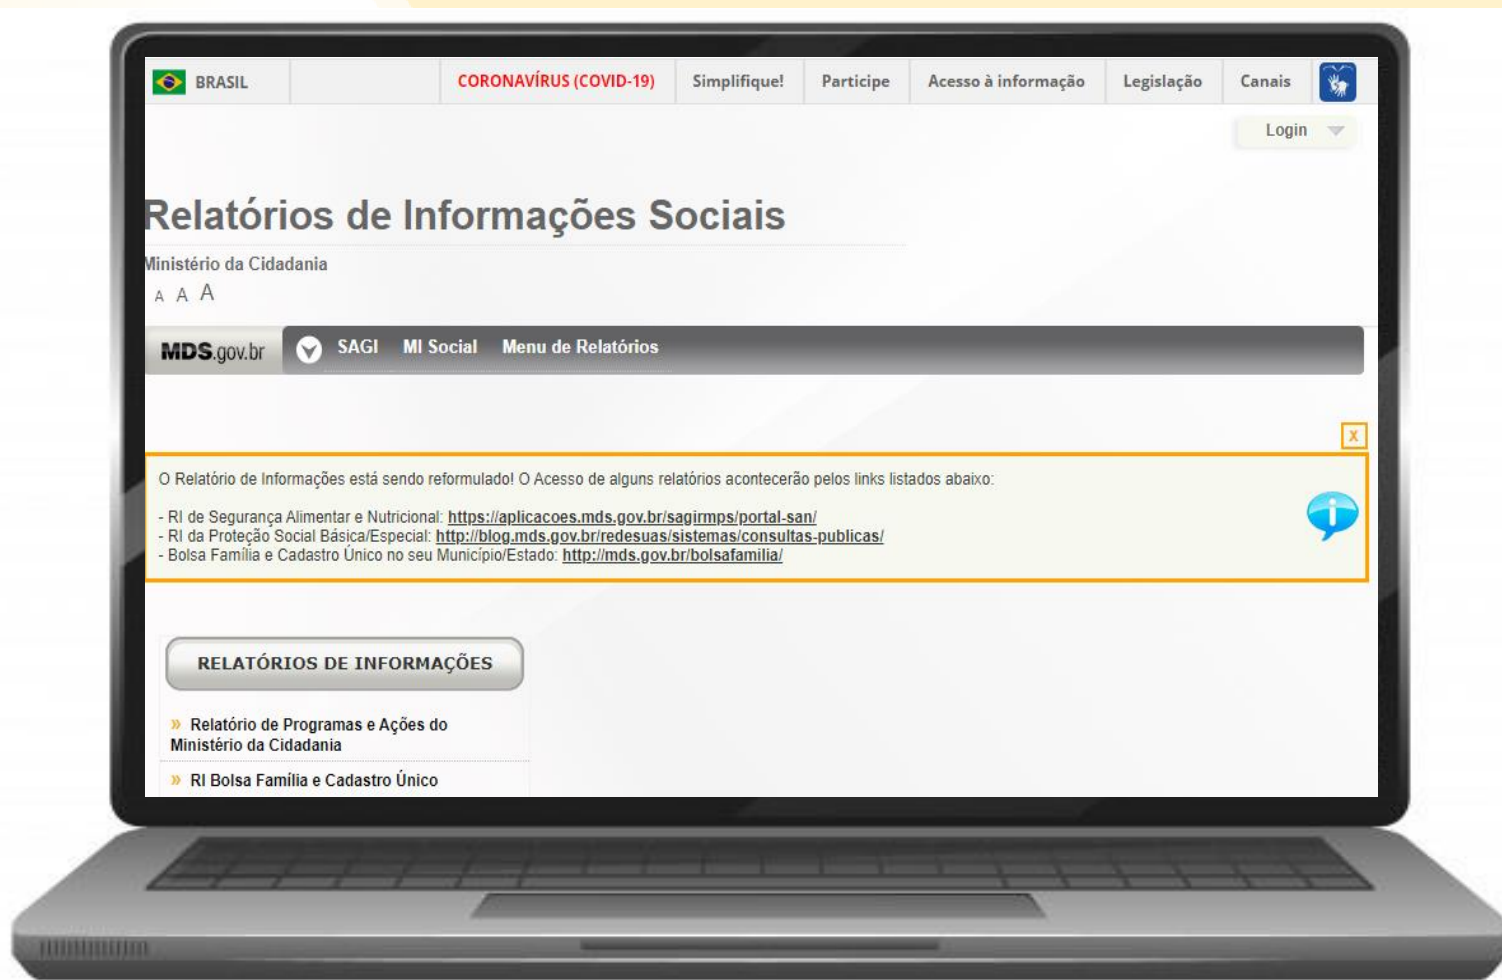 BRASIL
CORONAVÍRUS (COVID-19)
Simplifique!
Participe
Acesso à informação
Legislação
Canais
Login
Relatórios de Informações Sociais
Ministério da Cidadania
A A A
MDS.gov.br
SAGI
MI Social
Menu de Relatórios
X
O Relatório de Informações está sendo reformulado! O Acesso de alguns relatórios acontecerão pelos links listados abaixo:
- RI de Segurança Alimentar e Nutricional: https://aplicacoes.mds.gov.br/sagirmps/portal-san/
- RI da Proteção Social Básica/Especial: http://blog.mds.gov.br/redesuas/sistemas/consultas-publicas/
- Bolsa Família e Cadastro Único no seu Município/Estado: http://mds.gov.br/bolsafamilia/
RELATÓRIOS DE INFORMAÇÕES
» Relatório de Programas e Ações do
Ministério da Cidadania
» RI Bolsa Família e Cadastro Único